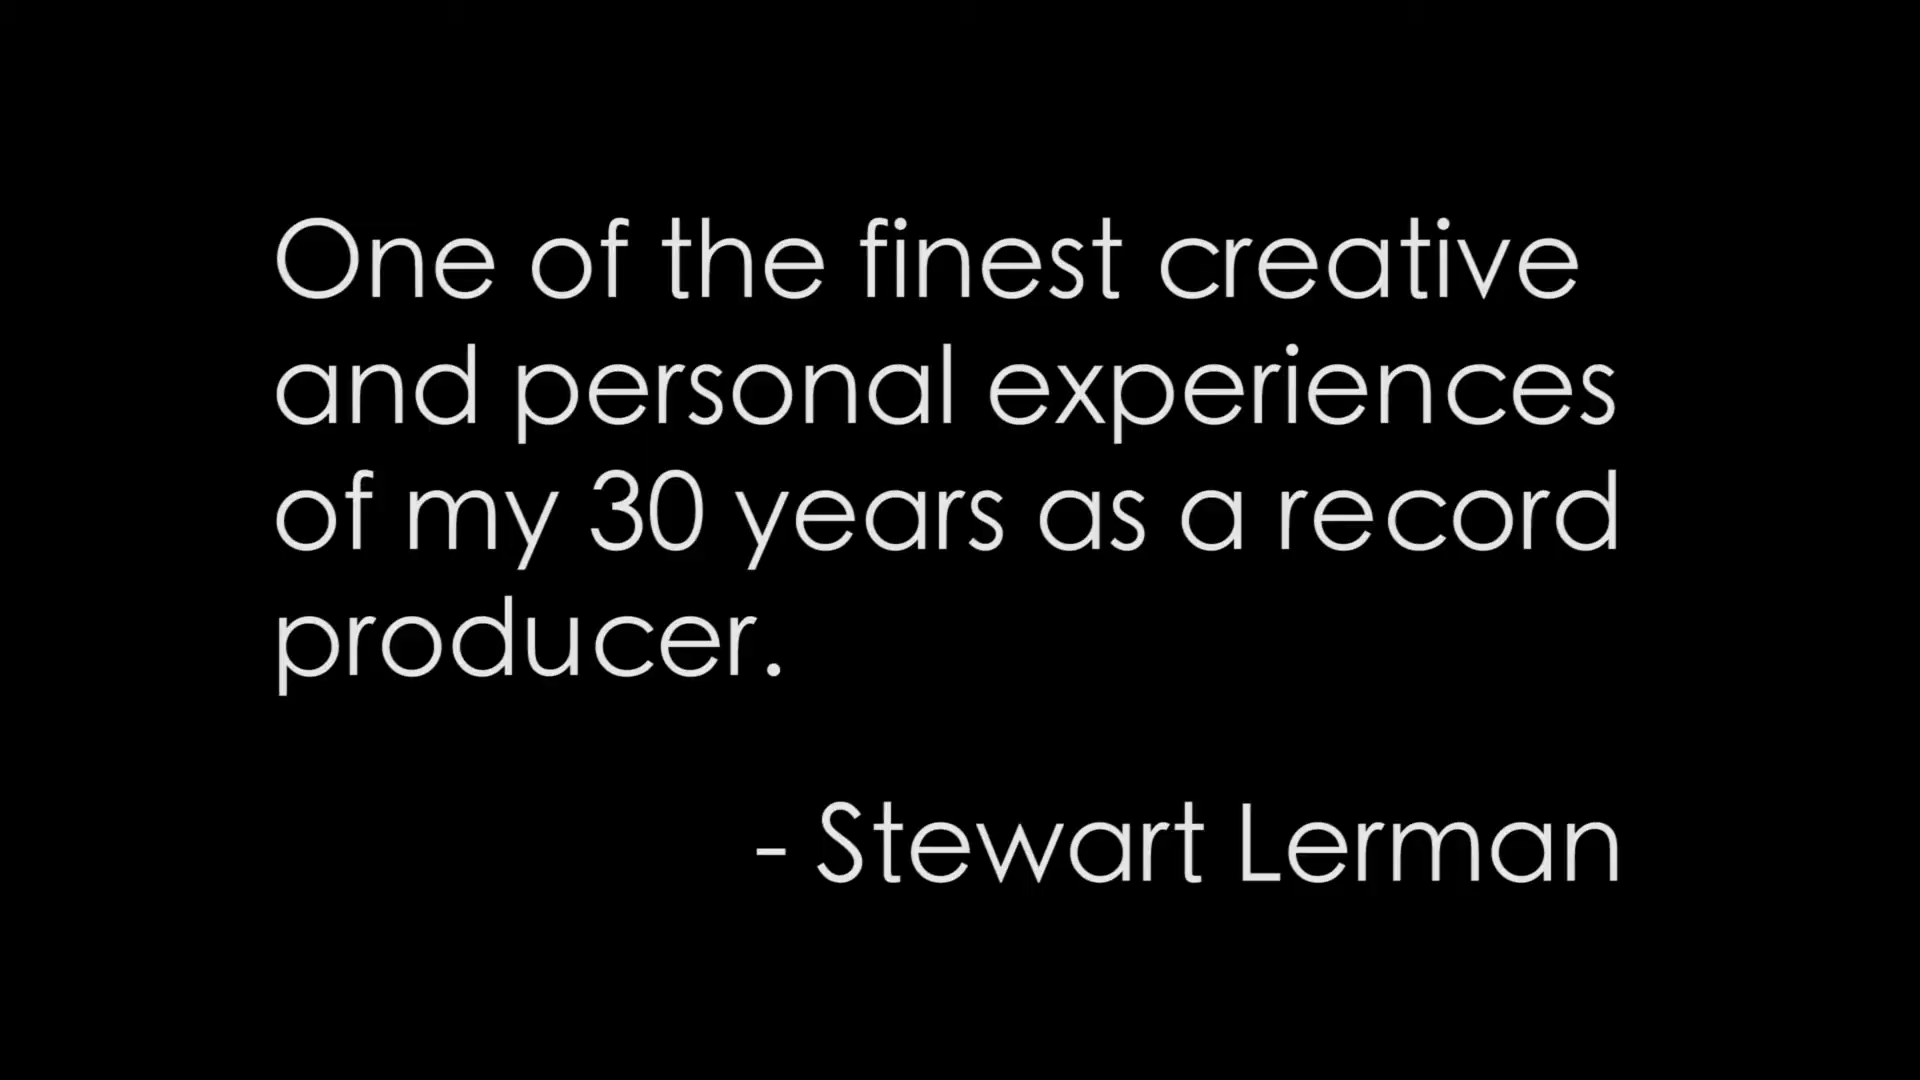 One of the finest creative
and personal experiences
of my 30 years as a record
producer.
- Stewart Lerman